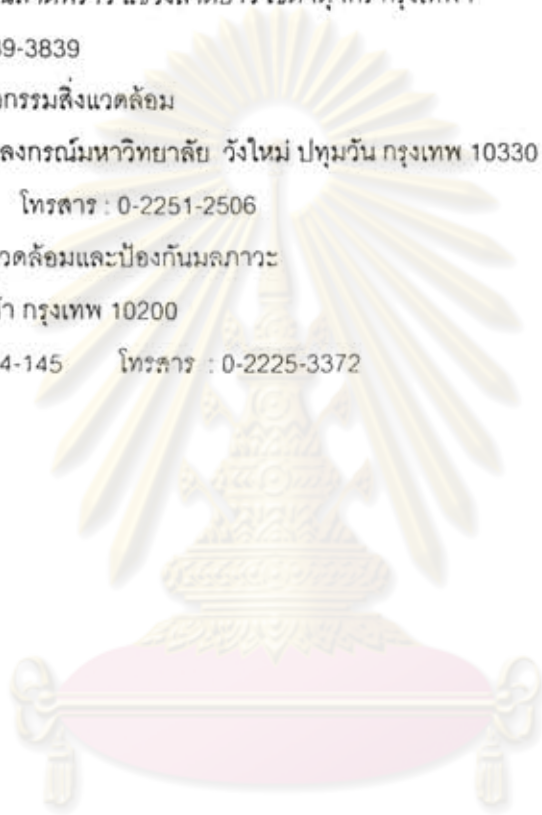 89-3839
กรรมสิ่งแวดล้อม
ลงกรณ์มหาวิทยาลัย วังใหม่ ปทุมวัน กรุงเทพ 10330
โทรสาร : 0-2251-2506
วดล้อมและป้องกันมลภาวะ
กรุงเทพ 10200
4-145 โทรสาร : 0-2225-3372